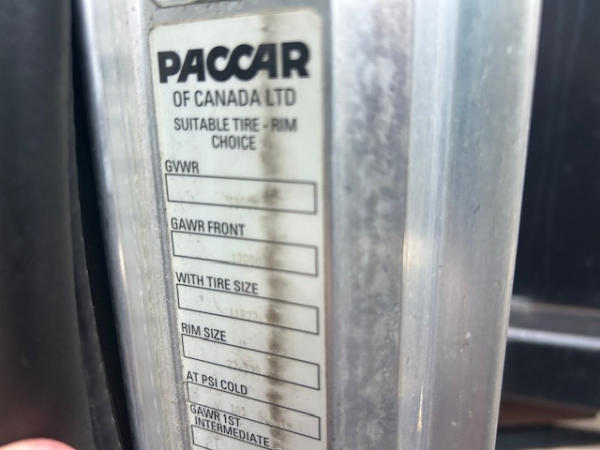 PACCAR
OF CANADA LTD
SUITABLE TIRE - RIM
CHOICE
GVWR
GAWR FRONT
WITH TIRE SIZE
RIM SIZE
AT PSI COLD
GAWR 1ST
INTERMEDIATE